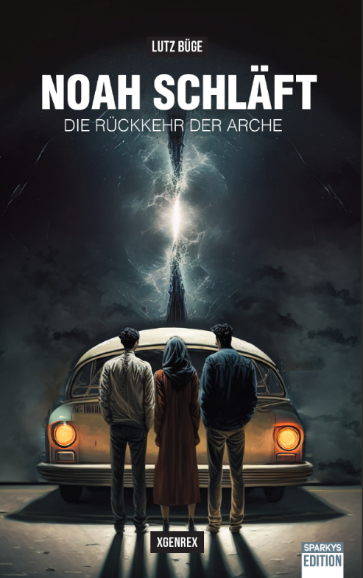 LUTZ BÜGE
NOAH SCHLÄFT
DIE RÜCKKEHR DER ARCHE
XGENREX
SPARKYS
EDITION